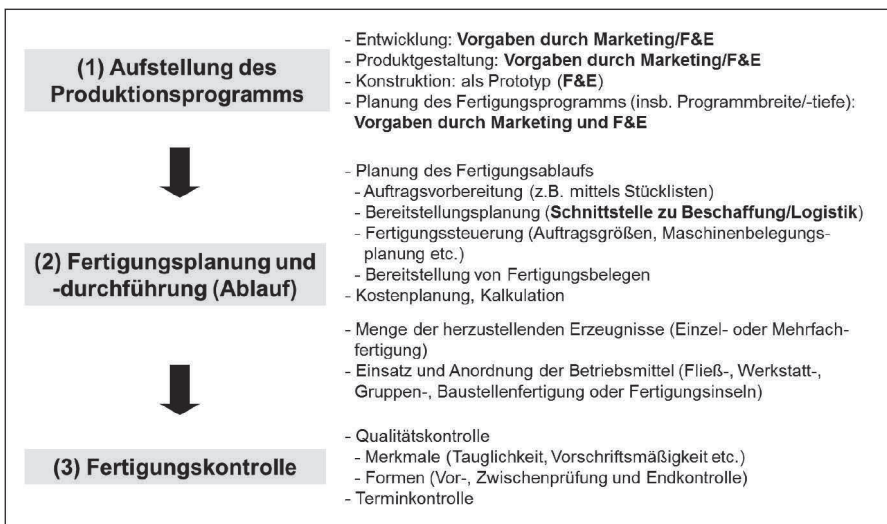 (1) Aufstellung des
Produktionsprogramms
- Entwicklung: Vorgaben durch Marketing/F&E
- Produktgestaltung: Vorgaben durch Marketing/F&E
- Konstruktion: als Prototyp (F&E)
- Planung des Fertigungsprogramms (insb. Programmbreite/-tiefe):
Vorgaben durch Marketing und F&E
(2) Fertigungsplanung und
-durchführung (Ablauf)
- Planung des Fertigungsablaufs
- Auftragsvorbereitung (z.B. mittels Stücklisten)
- Bereitstellungsplanung (Schnittstelle zu Beschaffung/Logistik)
- Fertigungssteuerung (Auftragsgrößen, Maschinenbelegungs-
planung etc.)
- Bereitstellung von Fertigungsbelegen
- Kostenplanung, Kalkulation
- Menge der herzustellenden Erzeugnisse (Einzel- oder Mehrfach-
fertigung)
- Einsatz und Anordnung der Betriebsmittel (Fließ-, Werkstatt-,
Gruppen-, Baustellenfertigung oder Fertigungsinseln)
(3) Fertigungskontrolle
- Qualitätskontrolle
- Merkmale (Tauglichkeit, Vorschriftsmäßigkeit etc.)
- Formen (Vor-, Zwischenprüfung und Endkontrolle)
- Terminkontrolle